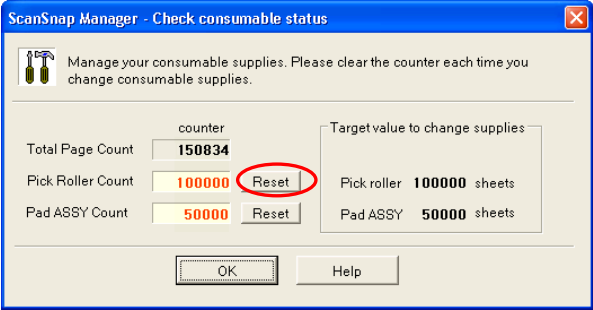 ScanSnap Manager - Check consumable status
Manage your consumable supplies. Please clear the counter each time you
change consumable supplies.
counter
Total Page Count 150834
Pick Roller Count 100000 Reset
Pad ASSY Count 50000 Reset
Target value to change supplies
Pick roller 100000 sheets
Pad ASSY 50000 sheets
OK Help